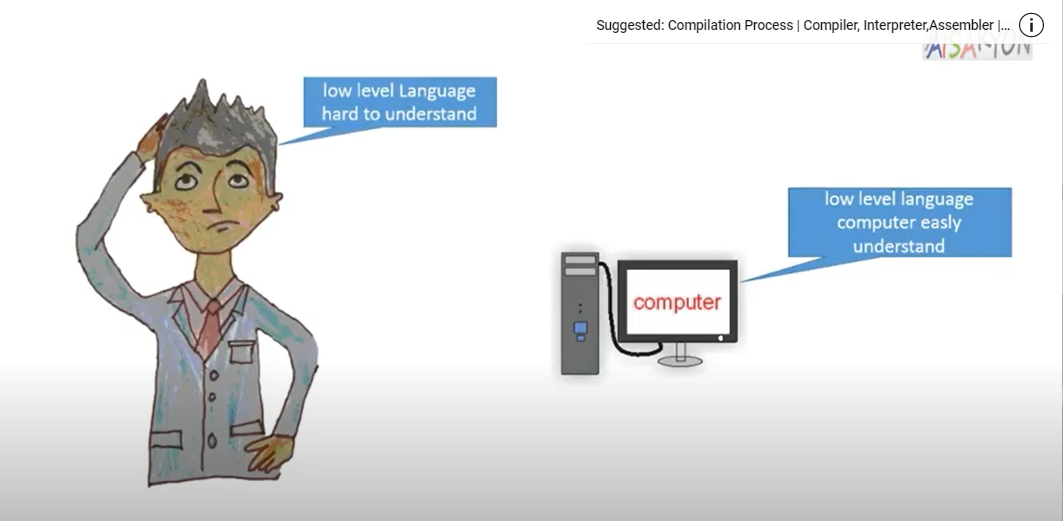 Suggested: Compilation Process | Compiler, Interpreter,Assembler |...
AISAKYUN
low level Language
hard to understand
low level language
computer easly
understand
computer